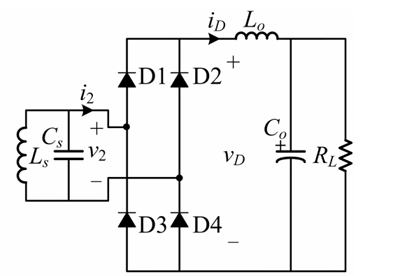 i_D L_o
+
D1 D2
i_2
+
C_s
L_s v_2
−
C_o
+
v_D R_L
D3 D4
−